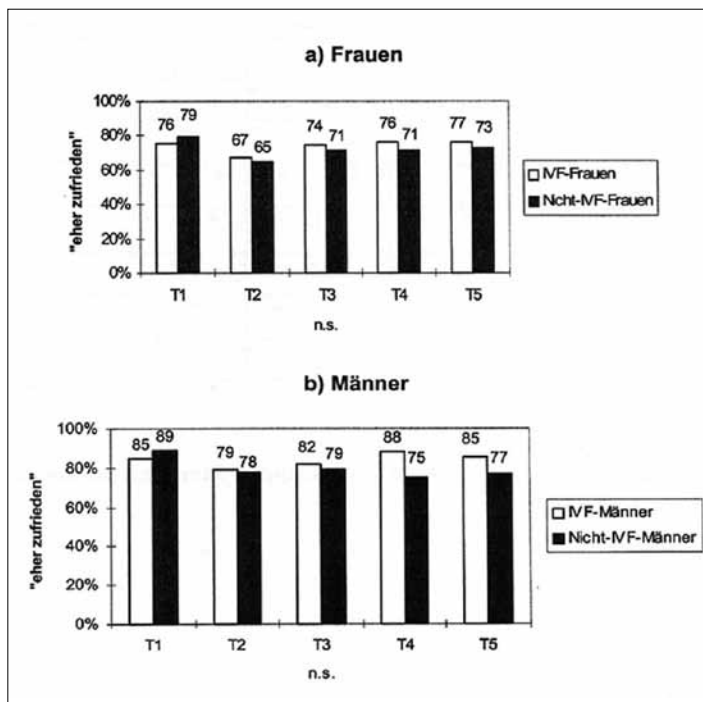 a) Frauen
"eher zufrieden"
100%
80%
60%
40%
20%
0%
76 79
67 65
74 71
76 71
77 73
T1 T2 T3 T4 T5
n.s.
IVF-Frauen
Nicht-IVF-Frauen
b) Männer
"eher zufrieden"
100%
80%
60%
40%
20%
0%
85 89
79 78
82 79
88 75
85 77
T1 T2 T3 T4 T5
n.s.
IVF-Männer
Nicht-IVF-Männer